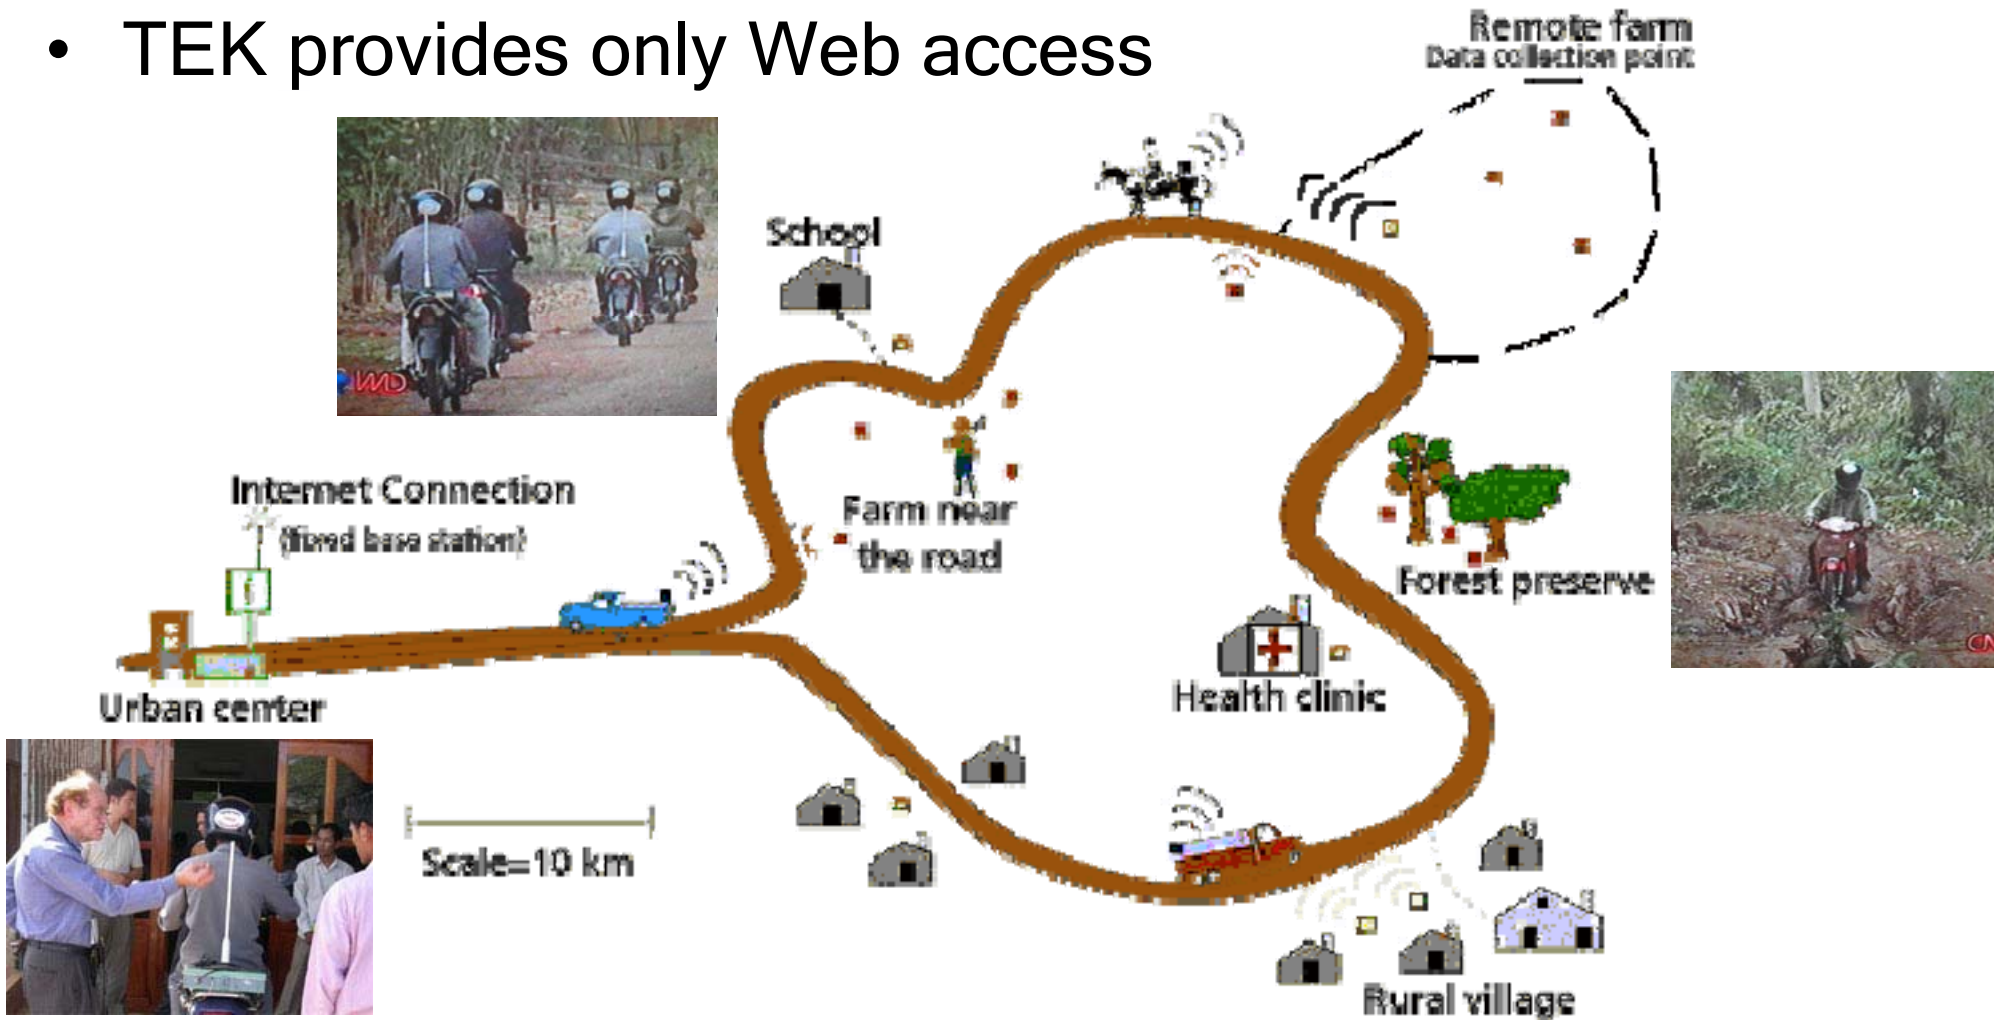 • TEK provides only Web access
Remote farm
Data collection point
School
Internet Connection
(fixed base station)
Farm near
the road
Forest preserve
Urban center
Health clinic
Scale=10 km
Rural village